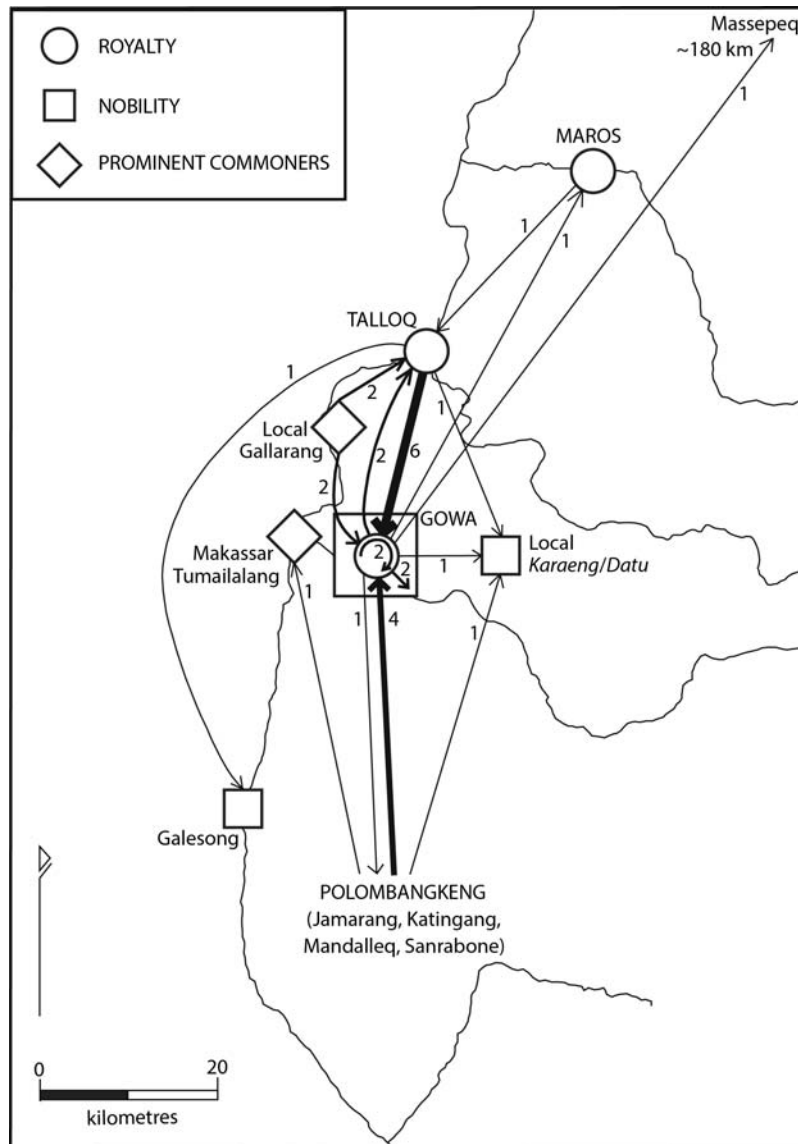 ROYALTY
NOBILITY
PROMINENT COMMONERS
Massepeq
~180 km
1
MAROS
1
1
TALLOQ
1
2
1
Local
Gallarang
2
6
2
GOWA
Makassar
Tumailalang
2
2
1
Local
Karaeng/Datu
1
1
4
1
Galesong
POLOMBANGKENG
(Jamarang, Katingang,
Mandalleq, Sanrabone)
0
20
kilometres